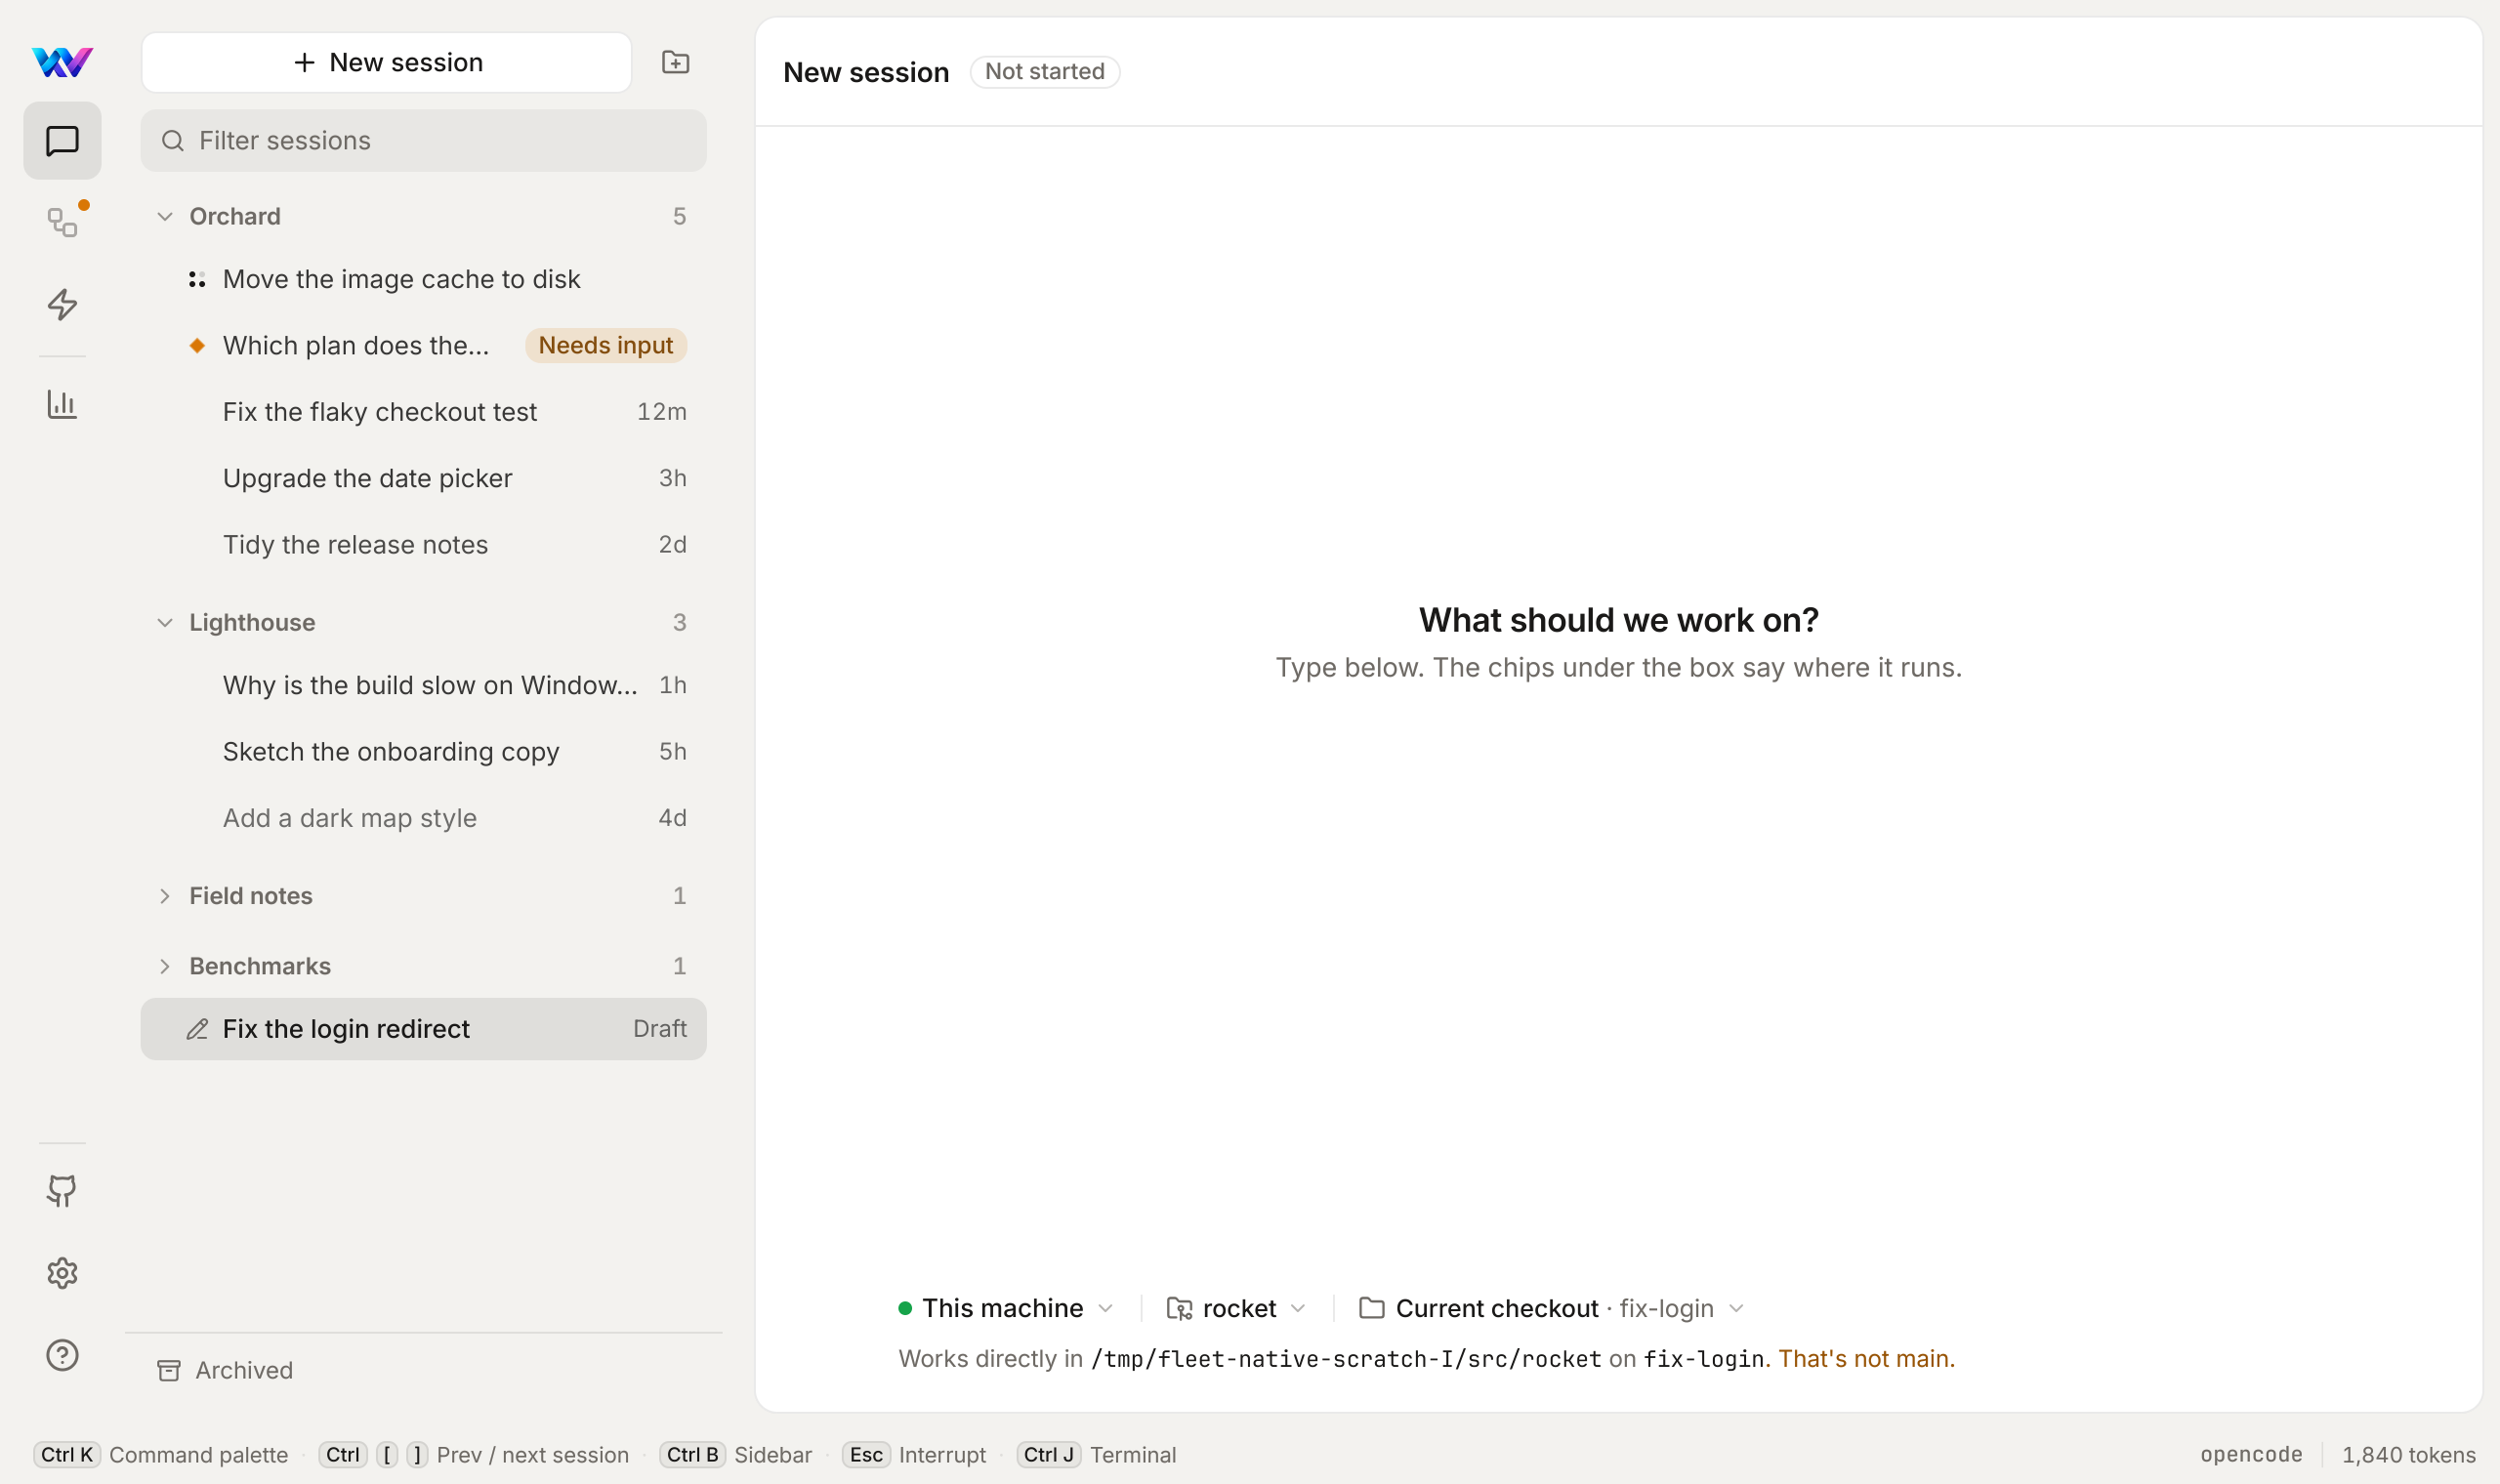 New session
Filter sessions
Orchard 5
Move the image cache to disk
Which plan does the... Needs input
Fix the flaky checkout test 12m
Upgrade the date picker 3h
Tidy the release notes 2d
Lighthouse 3
Why is the build slow on Window... 1h
Sketch the onboarding copy 5h
Add a dark map style 4d
Field notes 1
Benchmarks 1
Fix the login redirect Draft
Archived
New session Not started
What should we work on?
Type below. The chips under the box say where it runs.
This machine rocket Current checkout · fix-login
Works directly in /tmp/fleet-native-scratch-I/src/rocket on fix-login. That's not main.
Ctrl K Command palette · Ctrl [ ] Prev / next session · Ctrl B Sidebar · Esc Interrupt · Ctrl J Terminal
opencode 1,840 tokens